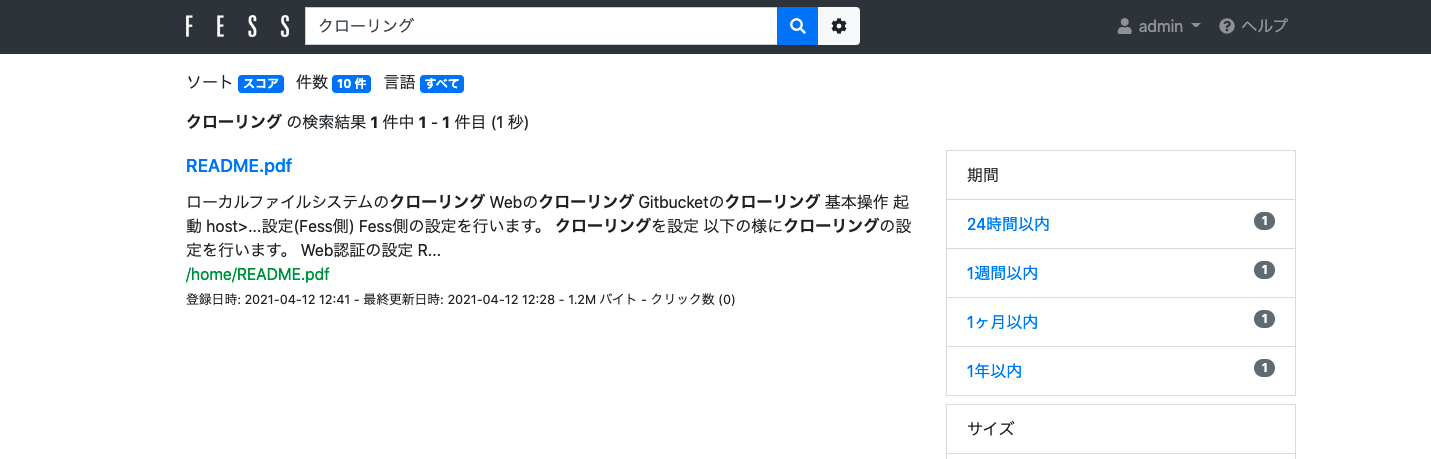 FESS クローリング admin ヘルプ
ソート スコア 件数 10 件 言語 すべて
クローリング の検索結果 1 件中 1 - 1 件目 (1 秒)
README.pdf
ローカルファイルシステムのクローリング Webのクローリング Gitbucketのクローリング 基本操作 起
動 host>...設定(Fess側) Fess側の設定を行います。 クローリングを設定 以下の様にクローリングの設
定を行います。 Web認証の設定 R...
/home/README.pdf
登録日時: 2021-04-12 12:41 - 最終更新日時: 2021-04-12 12:28 - 1.2M バイト - クリック数 (0)
期間
24時間以内 1
1週間以内 1
1ヶ月以内 1
1年以内 1
サイズ